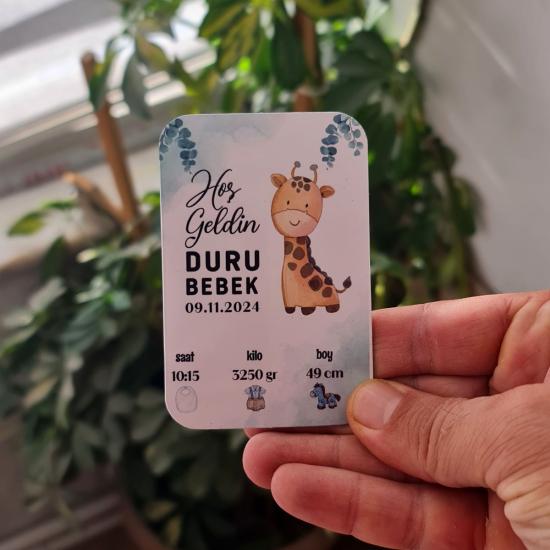 Hoş
Geldin
DURU
BEBEK
09.11.2024
saat kilo boy
10:15 3250 gr 49 cm